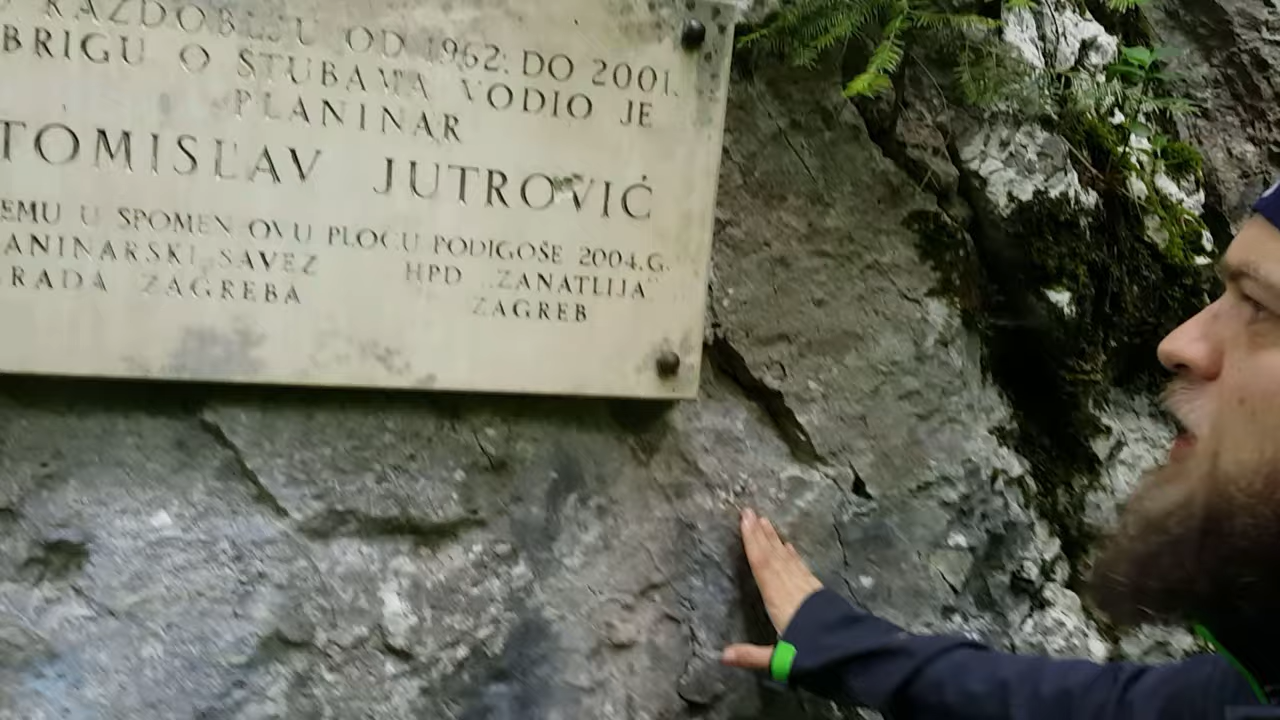 RAZDOBLJU OD 1962. DO 2001.
BRIGU O STUBAMA VODIO JE
PLANINAR
TOMISLAV JUTROVIĆ
EMU U SPOMEN OVU PLOČU PODIGOŠE 2004.G.
ANINARSKI SAVEZ HPD „ZANATLIJA”
RADA ZAGREBA ZAGREB